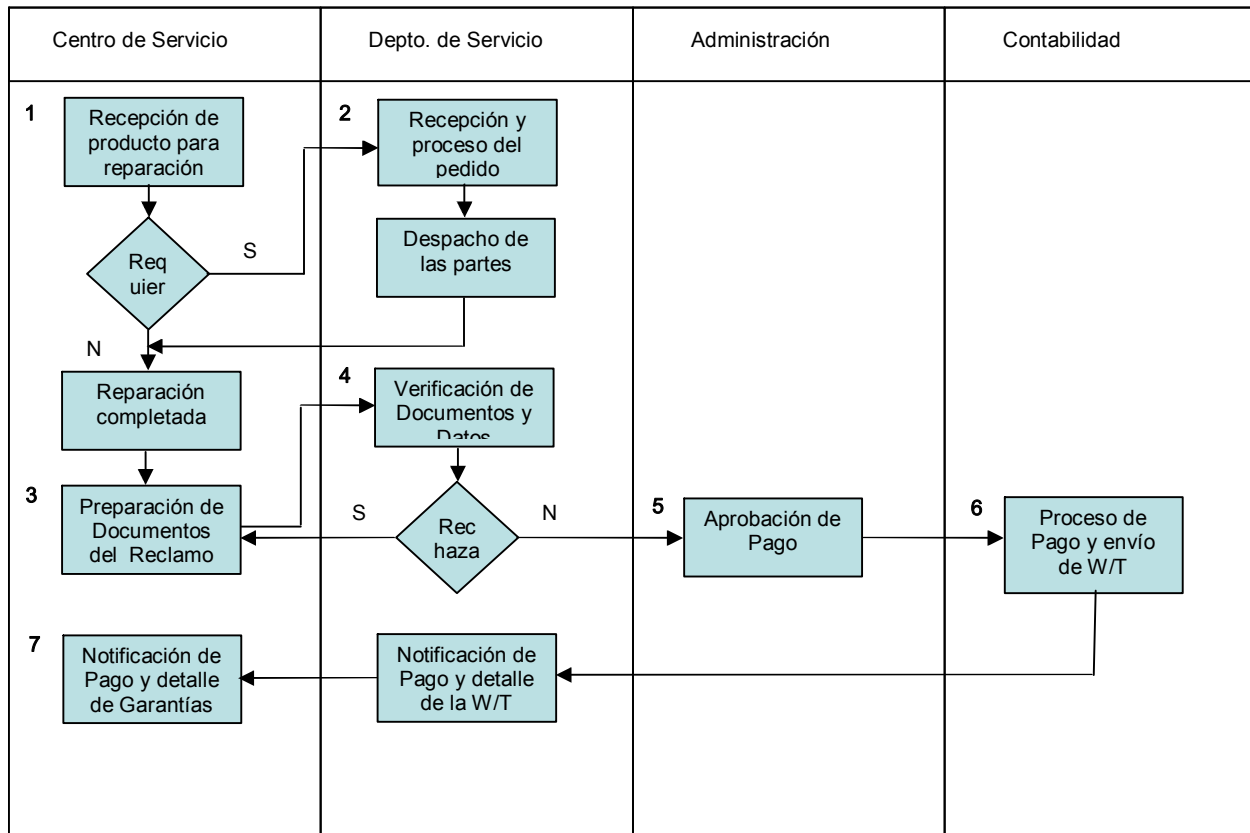 Centro de Servicio
Depto. de Servicio
Administración
Contabilidad
1
Recepción de
producto para
reparación
2
Recepción y
proceso del
pedido
Req
uier
S
N
Despacho de
las partes
Reparación
completada
4
Verificación de
Documentos y
Datos
3
Preparación de
Documentos
del Reclamo
S
Rec
haza
N
5
Aprobación de
Pago
6
Proceso de
Pago y envío
de W/T
7
Notificación de
Pago y detalle
de Garantías
Notificación de
Pago y detalle
de la W/T